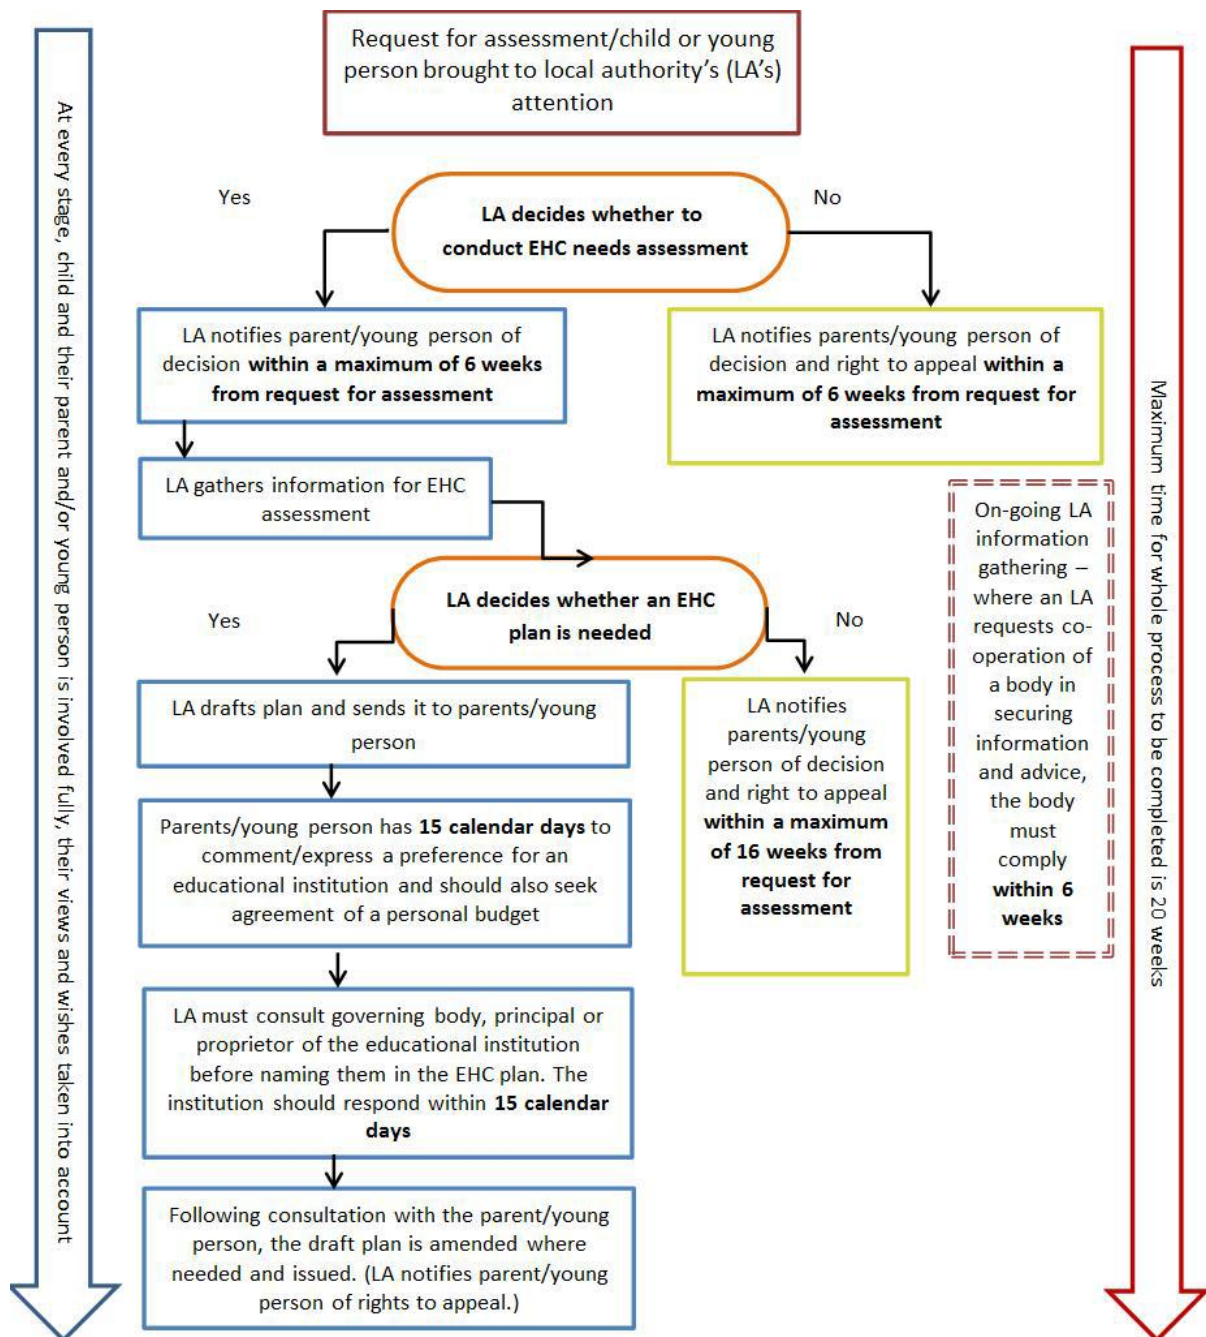 Request for assessment/child or young
person brought to local authority's (LA's)
attention
Yes
LA decides whether to
conduct EHC needs assessment
No
LA notifies parent/young person of
decision within a maximum of 6 weeks
from request for assessment
LA notifies parents/young person of
decision and right to appeal within a
maximum of 6 weeks from request for
assessment
LA gathers information for EHC
assessment
On-going LA
information
gathering –
where an LA
requests co-
operation of
a body in
securing
information
and advice,
the body
must
comply
within 6
weeks
Yes
LA decides whether an EHC
plan is needed
No
LA drafts plan and sends it to parents/young
person
LA notifies
parents/young
person of decision
and right to appeal
within a maximum
of 16 weeks from
request for
assessment
Parents/young person has 15 calendar days to
comment/express a preference for an
educational institution and should also seek
agreement of a personal budget
LA must consult governing body, principal or
proprietor of the educational institution
before naming them in the EHC plan. The
institution should respond within 15 calendar
days
Following consultation with the parent/young
person, the draft plan is amended where
needed and issued. (LA notifies parent/young
person of rights to appeal.)
At every stage, child and their parent and/or young person is involved fully, their views and wishes taken into account
Maximum time for whole process to be completed is 20 weeks